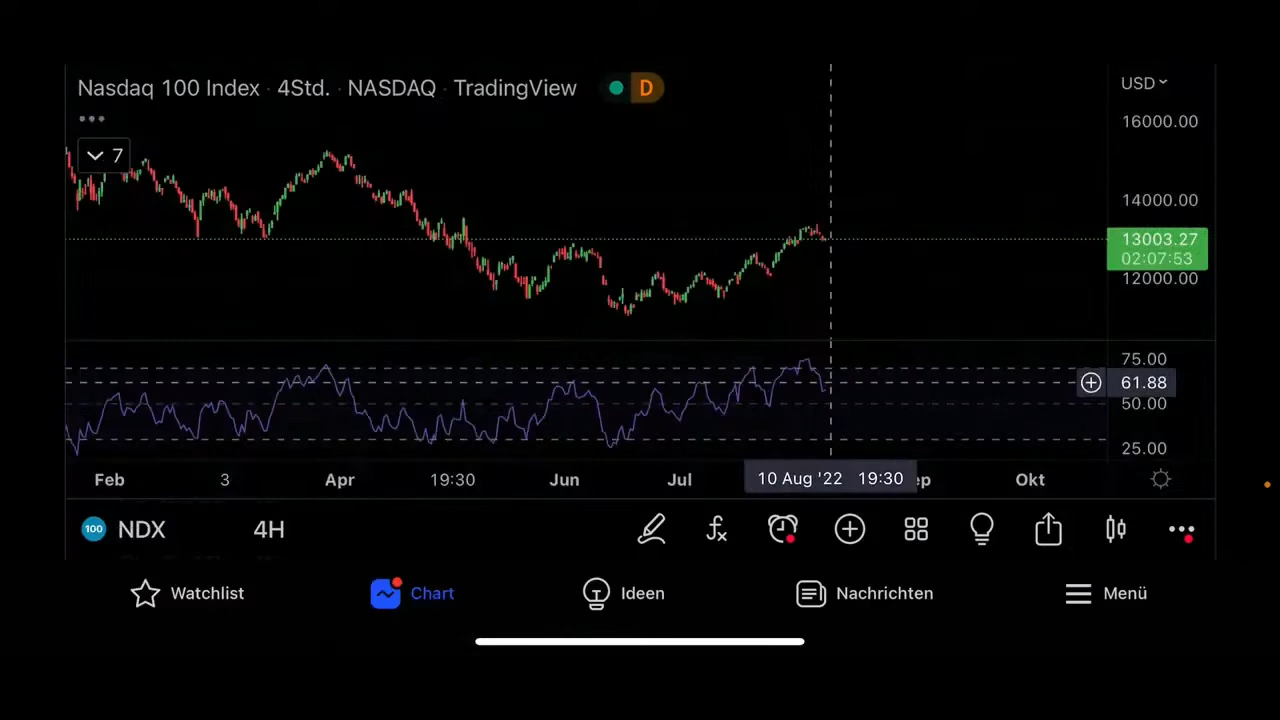 Nasdaq 100 Index · 4Std. · NASDAQ · TradingView D
USD
7
16000.00
14000.00
13003.27
02:07:53
12000.00
75.00
61.88
50.00
25.00
Feb 3 Apr 19:30 Jun Jul 10 Aug '22 19:30 ep Okt
100 NDX 4H
Watchlist Chart Ideen Nachrichten Menü